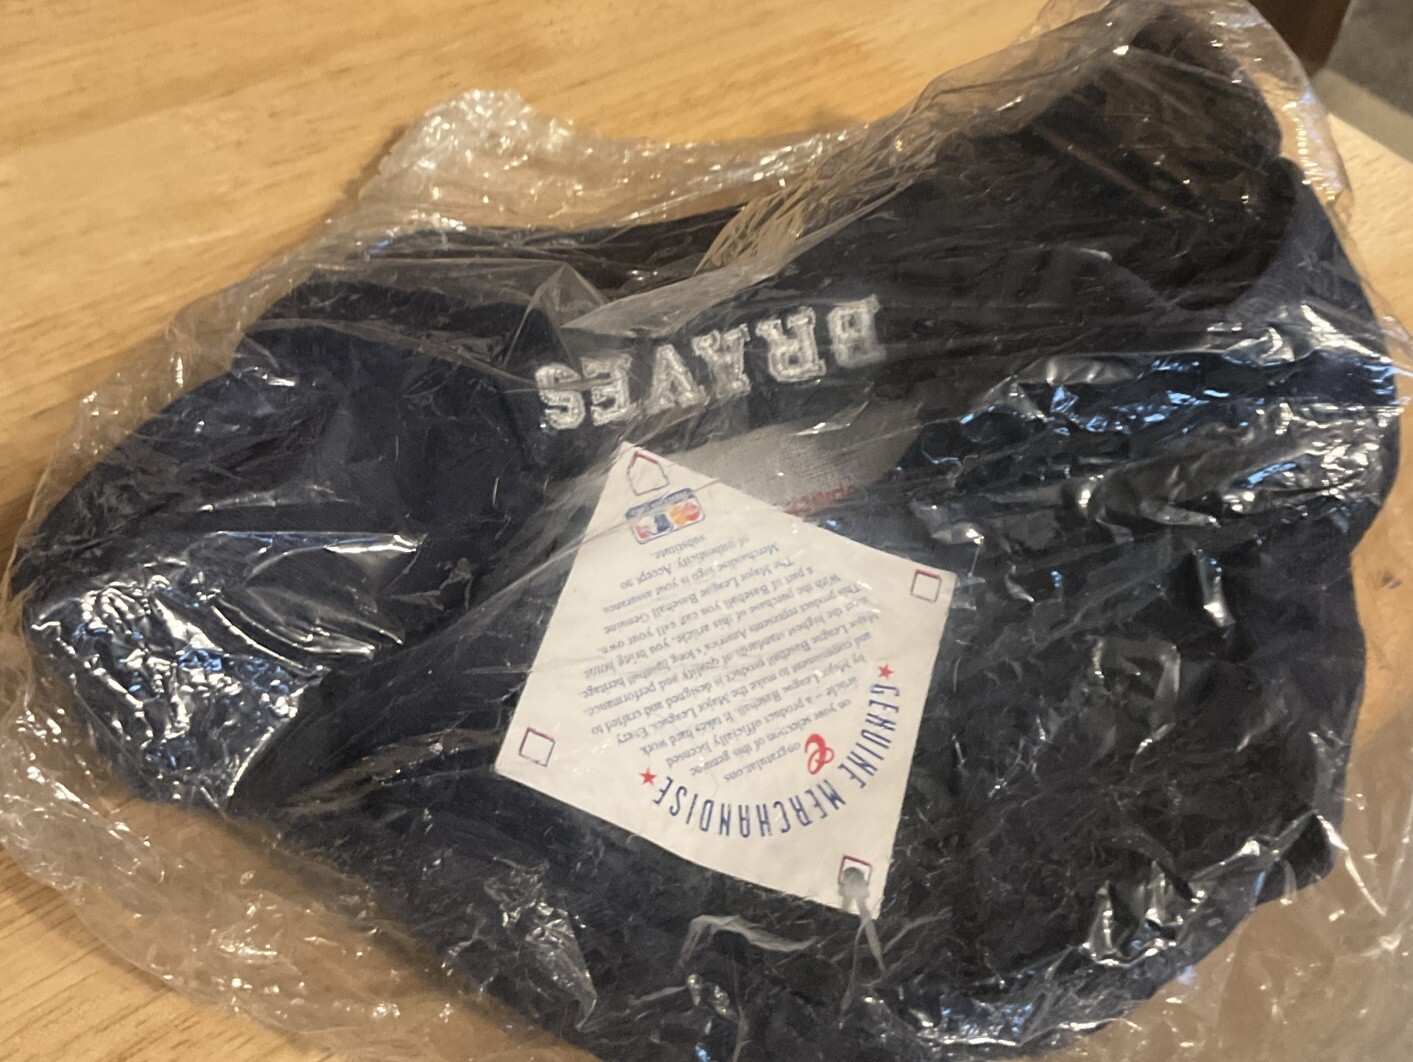 BRAVES
★ GENUINE MERCHANDISE ★
Congratulations
on your selection of this genuine
article – a product officially licensed
by Major League Baseball. It takes hard work
and commitment to make the Major Leagues. Every
Major League Baseball product is designed and crafted to
meet the highest standards of quality and performance.
This product represents America's long baseball heritage.
With the purchase of this article, you bring home
a part of Baseball you can call your own.
The Major League Baseball Genuine
Merchandise logo is your assurance
of authenticity. Accept no
substitute.